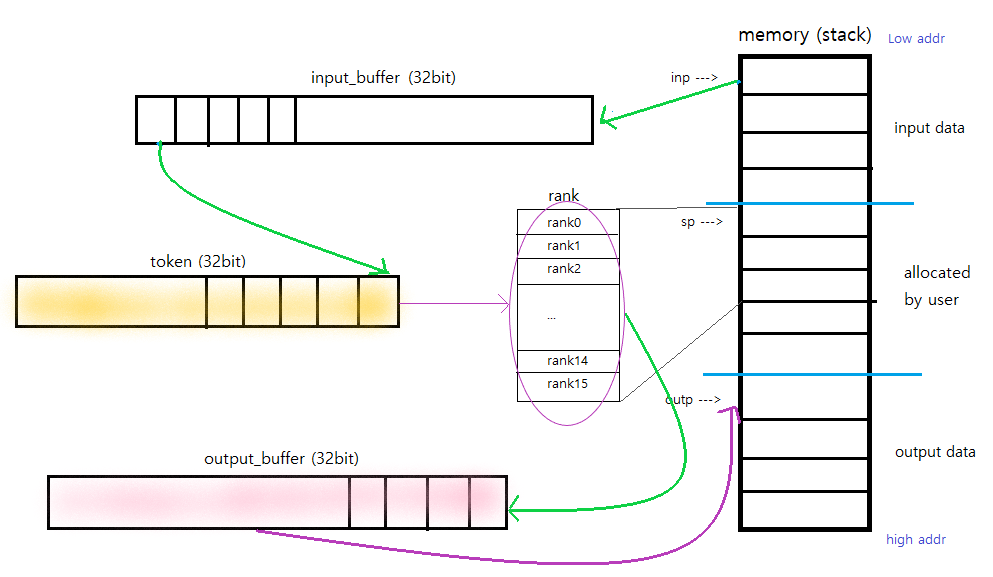 memory (stack)
Low addr
input_buffer (32bit)
inp --->
input data
rank
rank0
sp --->
rank1
token (32bit)
rank2
allocated
by user
...
rank14
rank15
outp --->
output_buffer (32bit)
output data
high addr